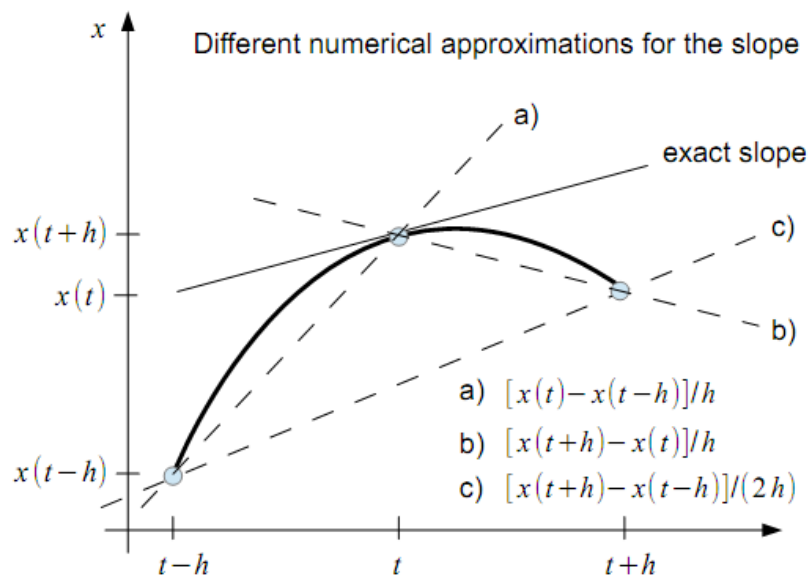 x
Different numerical approximations for the slope
a)
exact slope
x(t+h)
c)
x(t)
b)
a) [x(t)−x(t−h)]/h
b) [x(t+h)−x(t)]/h
x(t−h)
c) [x(t+h)−x(t−h)]/(2h)
t−h t t+h